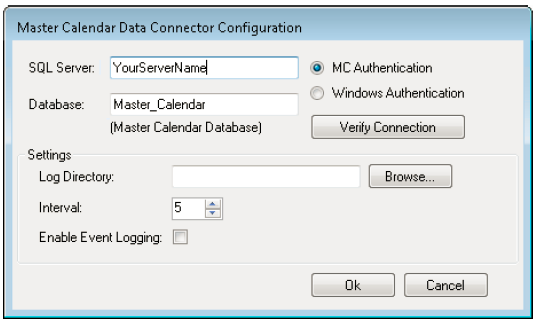 Master Calendar Data Connector Configuration
SQL Server: YourServerName
MC Authentication
Windows Authentication
Database: Master_Calendar
(Master Calendar Database)
Verify Connection
Settings
Log Directory:
Browse...
Interval: 5
Enable Event Logging:
Ok Cancel